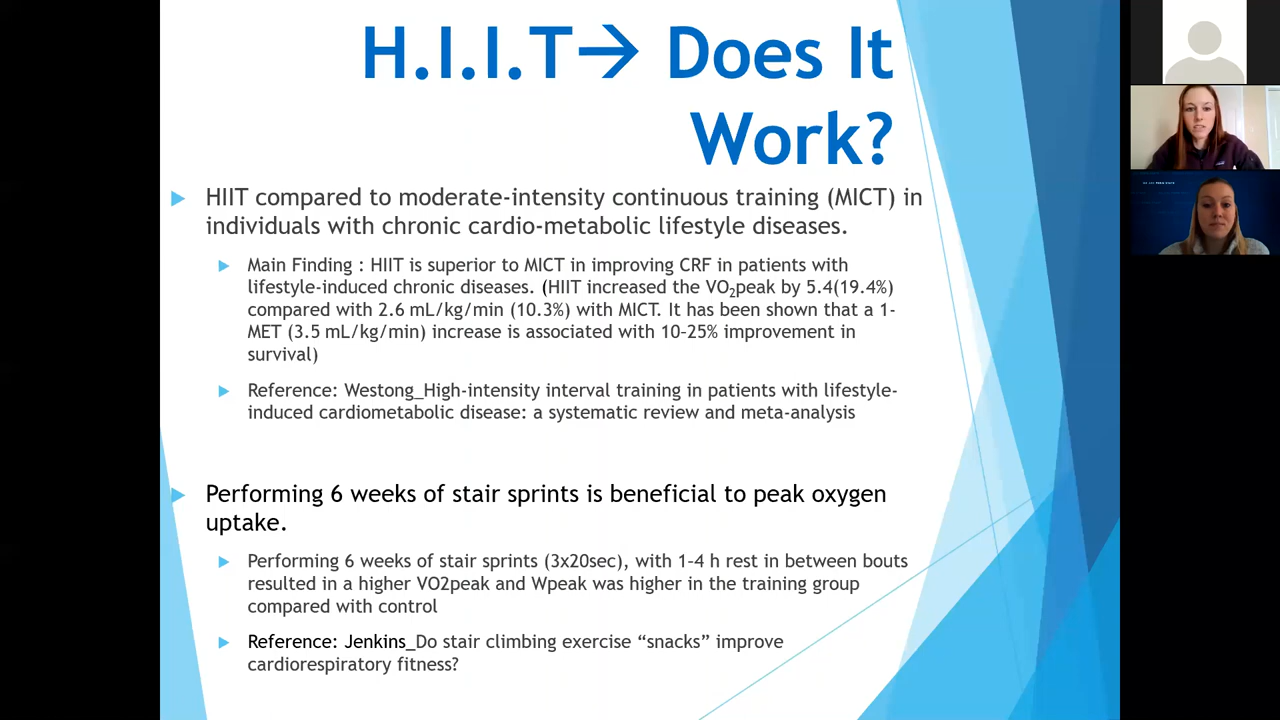 H.I.I.T→ Does It
Work?
HIIT compared to moderate-intensity continuous training (MICT) in
individuals with chronic cardio-metabolic lifestyle diseases.
Main Finding : HIIT is superior to MICT in improving CRF in patients with
lifestyle-induced chronic diseases. (HIIT increased the VO₂peak by 5.4(19.4%)
compared with 2.6 mL/kg/min (10.3%) with MICT. It has been shown that a 1-
MET (3.5 mL/kg/min) increase is associated with 10–25% improvement in
survival)
Reference: Westong_High-intensity interval training in patients with lifestyle-
induced cardiometabolic disease: a systematic review and meta-analysis
Performing 6 weeks of stair sprints is beneficial to peak oxygen
uptake.
Performing 6 weeks of stair sprints (3x20sec), with 1–4 h rest in between bouts
resulted in a higher VO2peak and Wpeak was higher in the training group
compared with control
Reference: Jenkins_Do stair climbing exercise “snacks” improve
cardiorespiratory fitness?